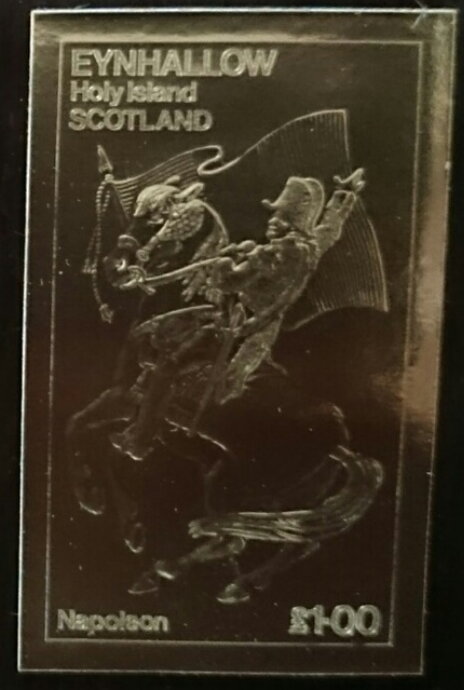 EYNHALLOW
Holy Island
SCOTLAND
Napoleon
£1·00